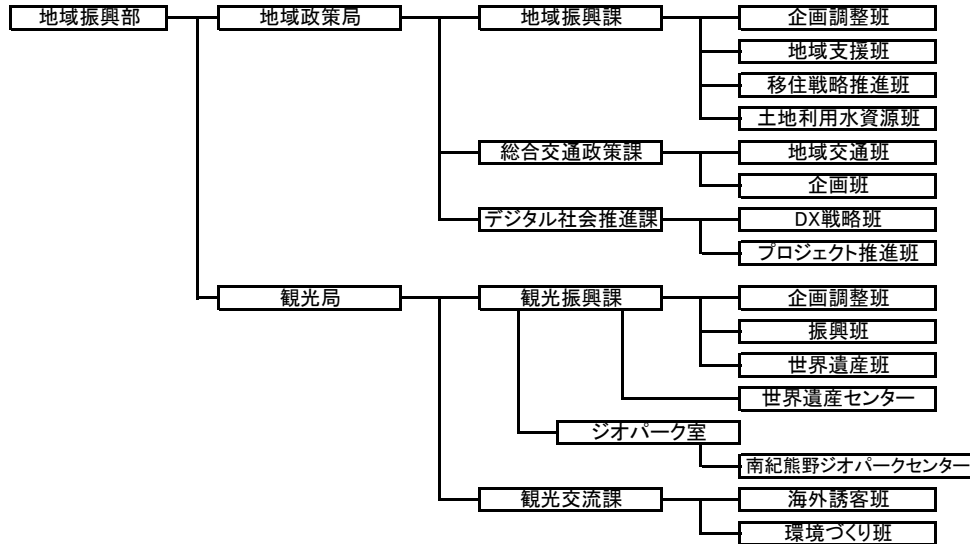 地域振興部 地域政策局 地域振興課 企画調整班
地域支援班
移住戦略推進班
土地利用水資源班
総合交通政策課 地域交通班
企画班
デジタル社会推進課 DX戦略班
プロジェクト推進班
観光局 観光振興課 企画調整班
振興班
世界遺産班
世界遺産センター
ジオパーク室
南紀熊野ジオパークセンター
観光交流課 海外誘客班
環境づくり班